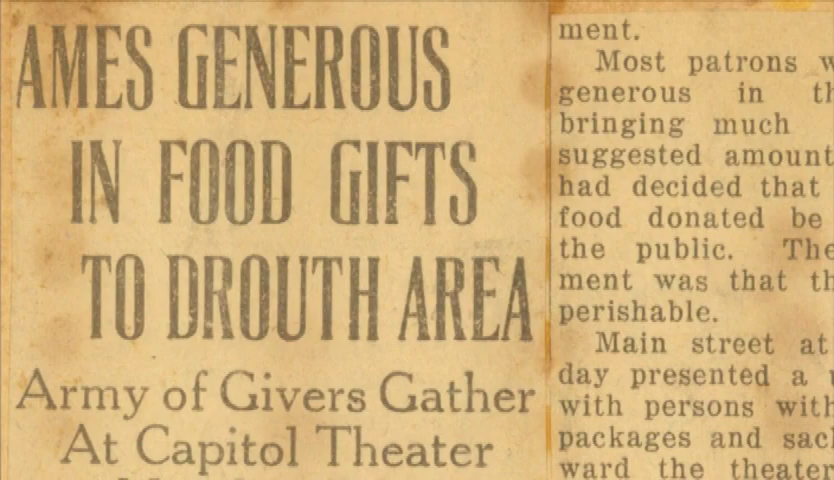 AMES GENEROUS
IN FOOD GIFTS
TO DROUTH AREA
Army of Givers Gather
At Capitol Theater
ment.
Most patrons
generous in
bringing much
suggested amount
had decided that
food donated be
the public. The
ment was that
perishable.
Main street at
day presented a
with persons with
packages and
ward the theater